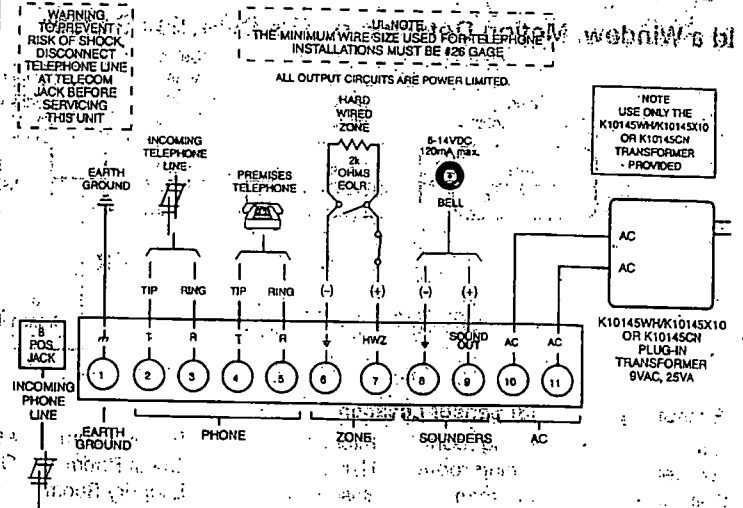 WARNING
TO PREVENT
RISK OF SHOCK,
DISCONNECT
TELEPHONE LINE
AT TELECOM
JACK BEFORE
SERVICING
THIS UNIT
UL NOTE
THE MINIMUM WIRE SIZE USED FOR TELEPHONE
INSTALLATIONS MUST BE #26 GAGE
ld a Window, Motion
ALL OUTPUT CIRCUITS ARE POWER LIMITED.
NOTE
USE ONLY THE
K10145WH/K10145X10
OR K10145CN
TRANSFORMER
PROVIDED
HARD
WIRED
ZONE
2k
OHMS
EOLR
6-14VDC
120mA max.
BELL
INCOMING
TELEPHONE
LINE
EARTH
GROUND
PREMISES
TELEPHONE
TIP
RING
TIP
RING
(-)
(+)
(-)
(+)
AC
AC
K10145WH/K10145X10
OR K10145CN
PLUG-IN
TRANSFORMER
9VAC, 25VA
8
POS.
JACK
INCOMING
PHONE
LINE
T
R
T
R
HWZ
SOUND
OUT
AC
AC
1
2
3
4
5
6
7
8
9
10
11
EARTH
GROUND
PHONE
ZONE
SOUNDERS
AC